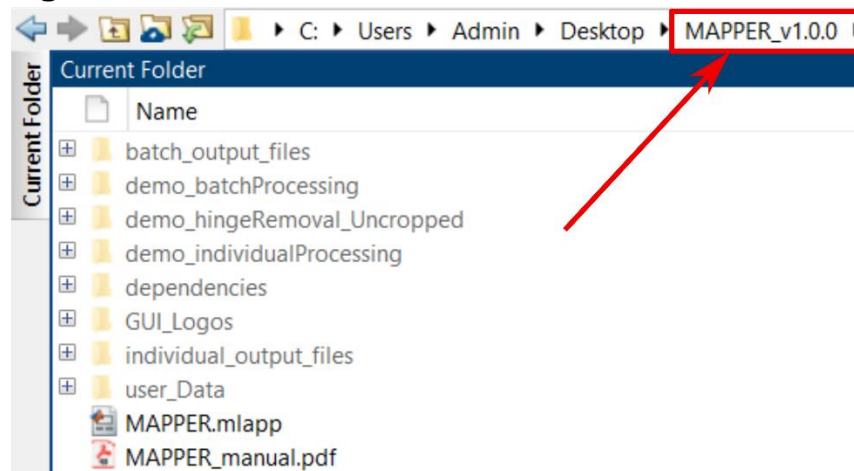 C: Users Admin Desktop MAPPER_v1.0.0
Current Folder
Current Folder
Name
batch_output_files
demo_batchProcessing
demo_hingeRemoval_Uncropped
demo_individualProcessing
dependencies
GUI_Logos
individual_output_files
user_Data
MAPPER.mlapp
MAPPER_manual.pdf